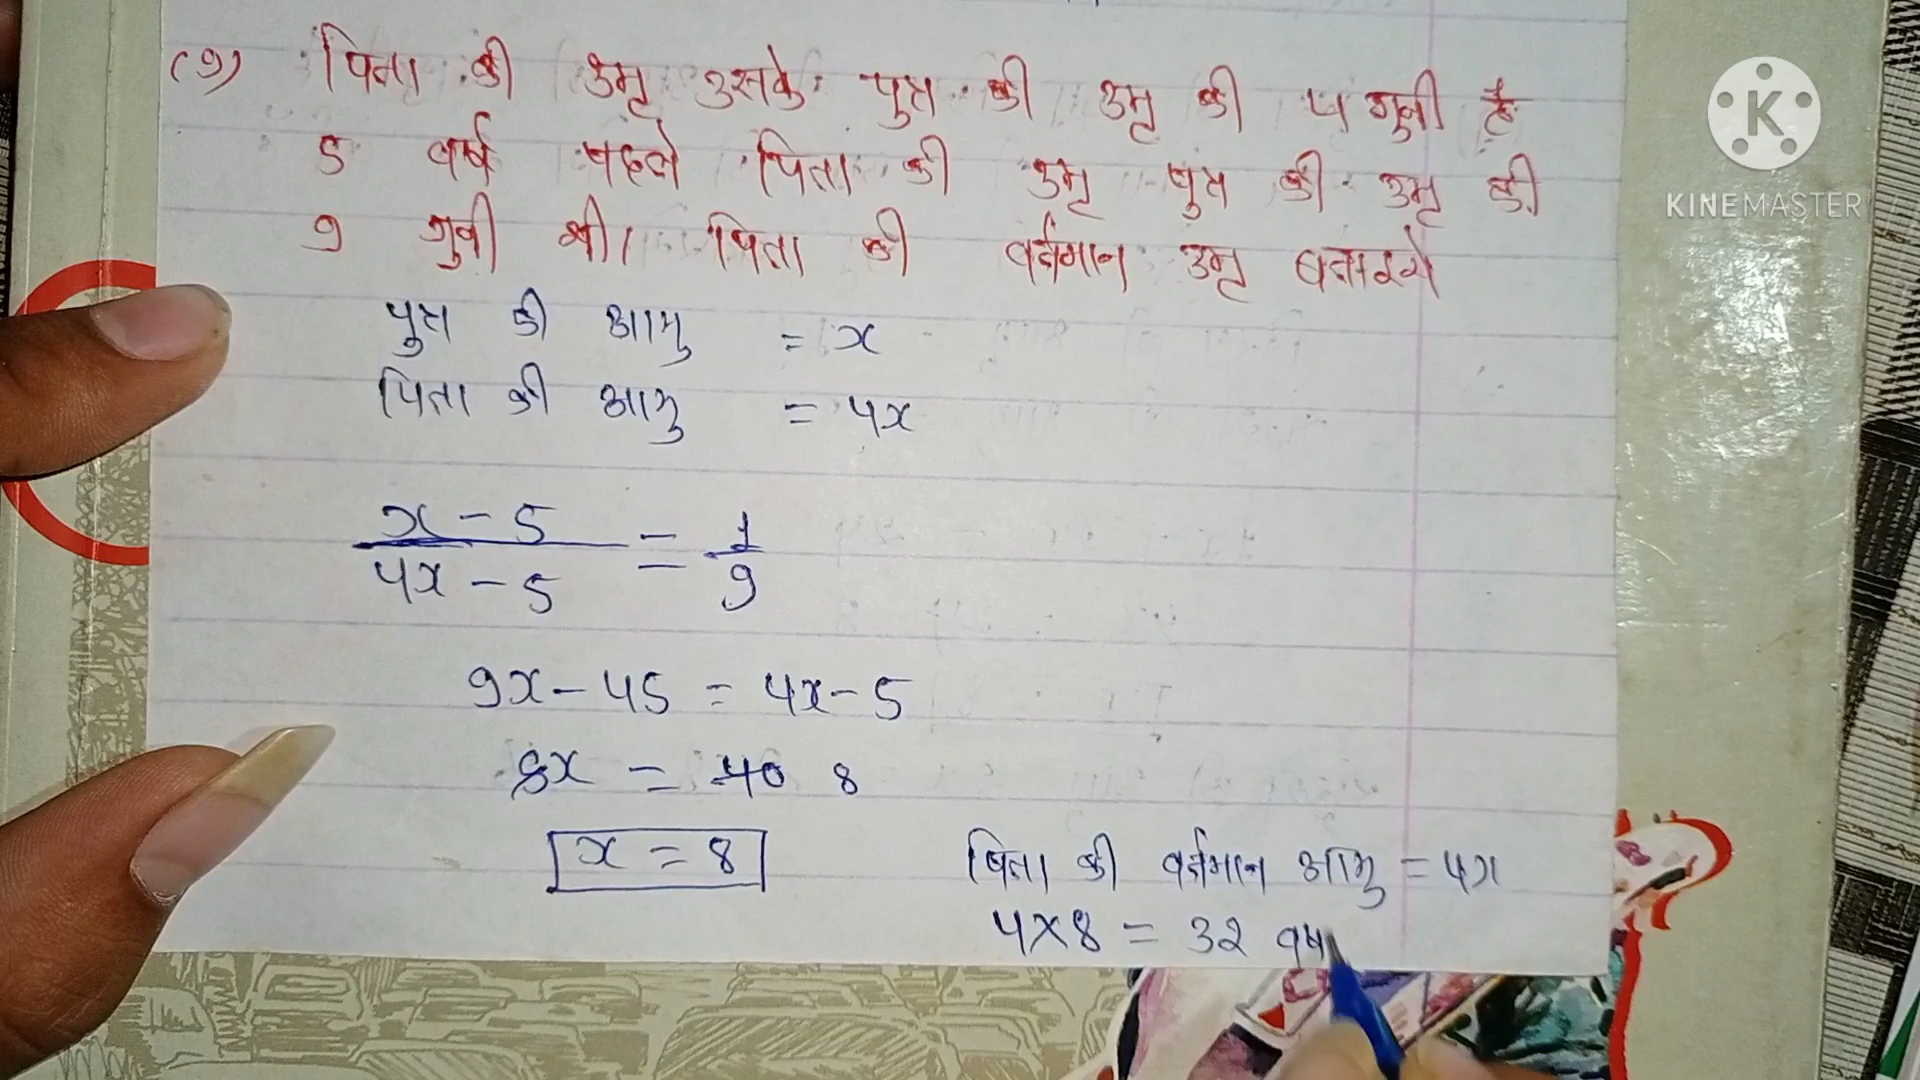 (9) पिता की उम्र उसके पुत्र की उम्र की 4 गुनी है
5 वर्ष पहले पिता की उम्र पुत्र की उम्र की
9 गुनी थी। पिता की वर्तमान उम्र बताइये
पुत्र की आयु = x
पिता की आयु = 4x
x - 5 / 4x - 5 = 1 / 9
9x - 45 = 4x - 5
5x = 40 8
x = 8
पिता की वर्तमान आयु = 4x
4 x 8 = 32 वर्ष
K
KINEMASTER